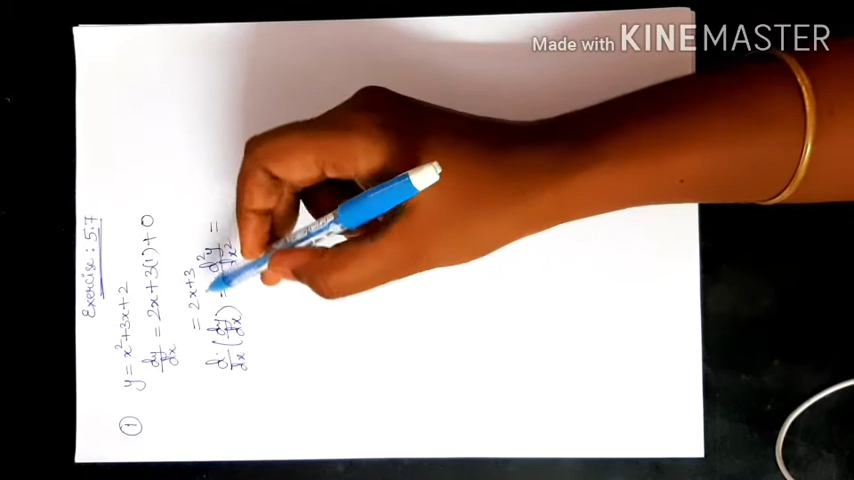 Made with KINEMASTER
Exercise: 5.7
① y = x²+3x+2
dy/dx = 2x+3(1)+0
= 2x+3
d/dx (dy/dx) = d²y/dx² =